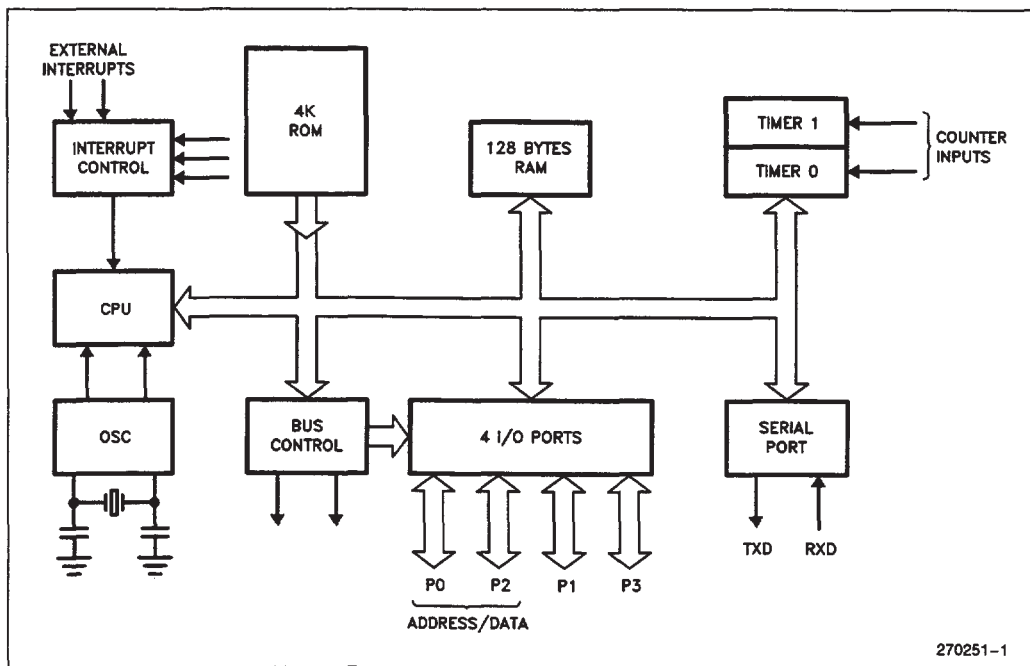 EXTERNAL
INTERRUPTS
INTERRUPT
CONTROL
4K
ROM
128 BYTES
RAM
TIMER 1
TIMER 0
COUNTER
INPUTS
CPU
OSC
BUS
CONTROL
4 I/O PORTS
SERIAL
PORT
TXD
RXD
P0
P2
P1
P3
ADDRESS/DATA
270251-1